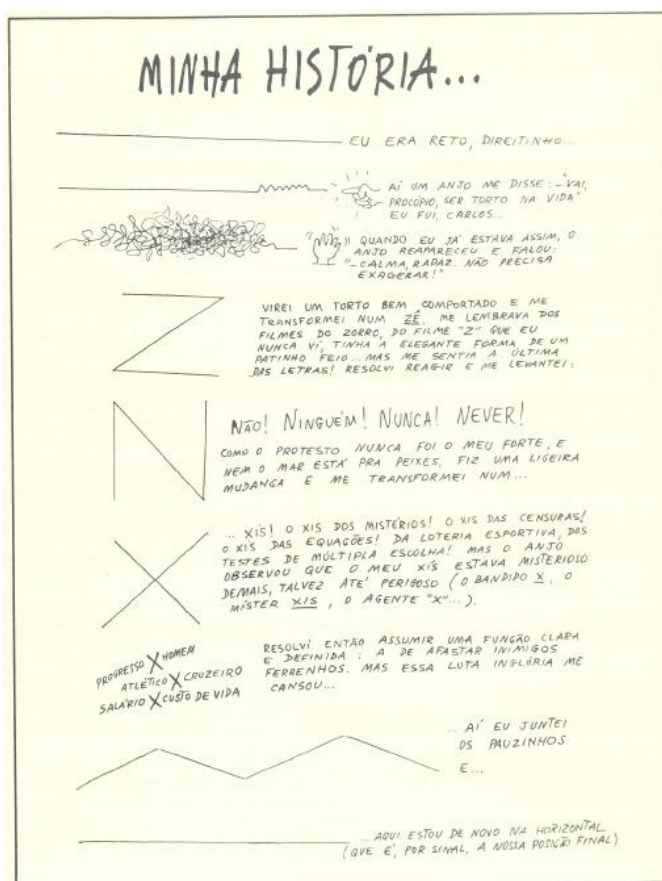 MINHA HISTÓRIA...
EU ERA RETO, DIREITINHO...
AÍ UM ANJO ME DISSE: -"VAI,
PROCÓPIO, SER TORTO NA VIDA"
EU FUI, CARLOS...
QUANDO EU JÁ ESTAVA ASSIM, O
ANJO REAPARECEU E FALOU:
"-CALMA, RAPAZ. NÃO PRECISA
EXAGERAR!"
VIREI UM TORTO BEM COMPORTADO E ME
TRANSFORMEI NUM ZÊ. ME LEMBRAVA DOS
FILMES DO ZORRO, DO FILME "Z" QUE EU
NUNCA VI, TINHA A ELEGANTE FORMA DE UM
PATINHO FEIO... MAS ME SENTIA A ÚLTIMA
DAS LETRAS! RESOLVI REAGIR E ME LEVANTEI:
NÃO! NINGUÉM! NUNCA! NEVER!
COMO O PROTESTO NUNCA FOI O MEU FORTE, E
NEM O MAR ESTÁ PRA PEIXES, FIZ UMA LIGEIRA
MUDANÇA E ME TRANSFORMEI NUM...
... XIS! O XIS DOS MISTÉRIOS! O XIS DAS CENSURAS!
O XIS DAS EQUAÇÕES! DA LOTERIA ESPORTIVA, DOS
TESTES DE MÚLTIPLA ESCOLHA! MAS O ANJO
OBSERVOU QUE O MEU XIS ESTAVA MISTERIOSO
DEMAIS, TALVEZ ATÉ PERIGOSO (O BANDIDO X, O
MISTER XIS, O AGENTE "X"...).
PROGRESSO X HOMEM
ATLÉTICO X CRUZEIRO
SALÁRIO X CUSTO DE VIDA
RESOLVI ENTÃO ASSUMIR UMA FUNÇÃO CLARA
E DEFINIDA: A DE AFASTAR INIMIGOS
FERRENHOS. MAS ESSA LUTA INGLÓRIA ME
CANSOU...
... AÍ EU JUNTEI
OS PAUZINHOS
E...
... AQUI ESTOU DE NOVO NA HORIZONTAL
(QUE É, POR SINAL, A NOSSA POSIÇÃO FINAL)